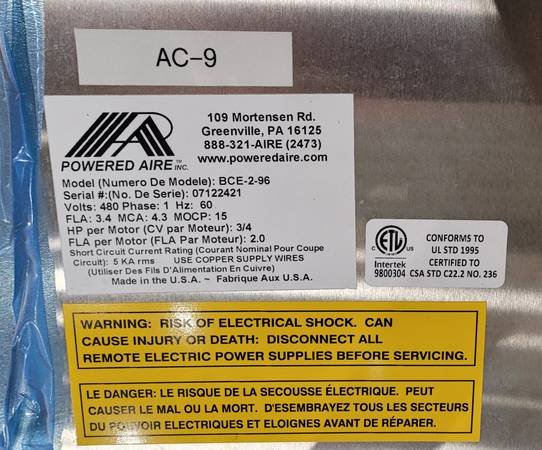 AC-9
POWERED AIRE TM INC.
109 Mortensen Rd.
Greenville, PA 16125
888-321-AIRE (2473)
www.poweredaire.com
Model (Numero De Modele): BCE-2-96
Serial #:(No. De Serie): 07122421
Volts: 480 Phase: 1 Hz: 60
FLA: 3.4 MCA: 4.3 MOCP: 15
HP per Motor (CV par Moteur): 3/4
FLA per Motor (FLA Par Moteur): 2.0
Short Circuit Current Rating (Courant Nominal Pour Coupe
Circuit): 5 KA rms USE COPPER SUPPLY WIRES
(Utiliser Des Fils D'Alimentation En Cuivre)
Made in the U.S.A. ~ Fabrique Aux U.S.A.
C ETL US
Intertek
9800304
CONFORMS TO
UL STD 1995
CERTIFIED TO
CSA STD C22.2 NO. 236
WARNING: RISK OF ELECTRICAL SHOCK. CAN
CAUSE INJURY OR DEATH: DISCONNECT ALL
REMOTE ELECTRIC POWER SUPPLIES BEFORE SERVICING.
LE DANGER: LE RISQUE DE LA SECOUSSE ÉLECTRIQUE. PEUT
CAUSER LE MAL OU LA MORT. D'ESEMBRAYEZ TOUS LES SECTEURS
DU POUVOIR ELECTRIQUES ET ELOIGNES AVANT DE RÉPARER.